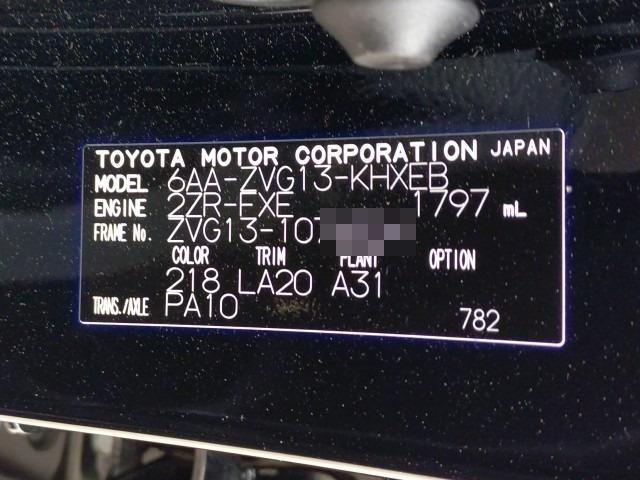 TOYOTA MOTOR CORPORATION JAPAN
MODEL 6AA-ZVG13-KHXEB
ENGINE 2ZR-FXE 1797 mL
FRAME No. ZVG13-107
COLOR TRIM PLANT OPTION
218 LA20 A31
TRANS./AXLE PA10 782